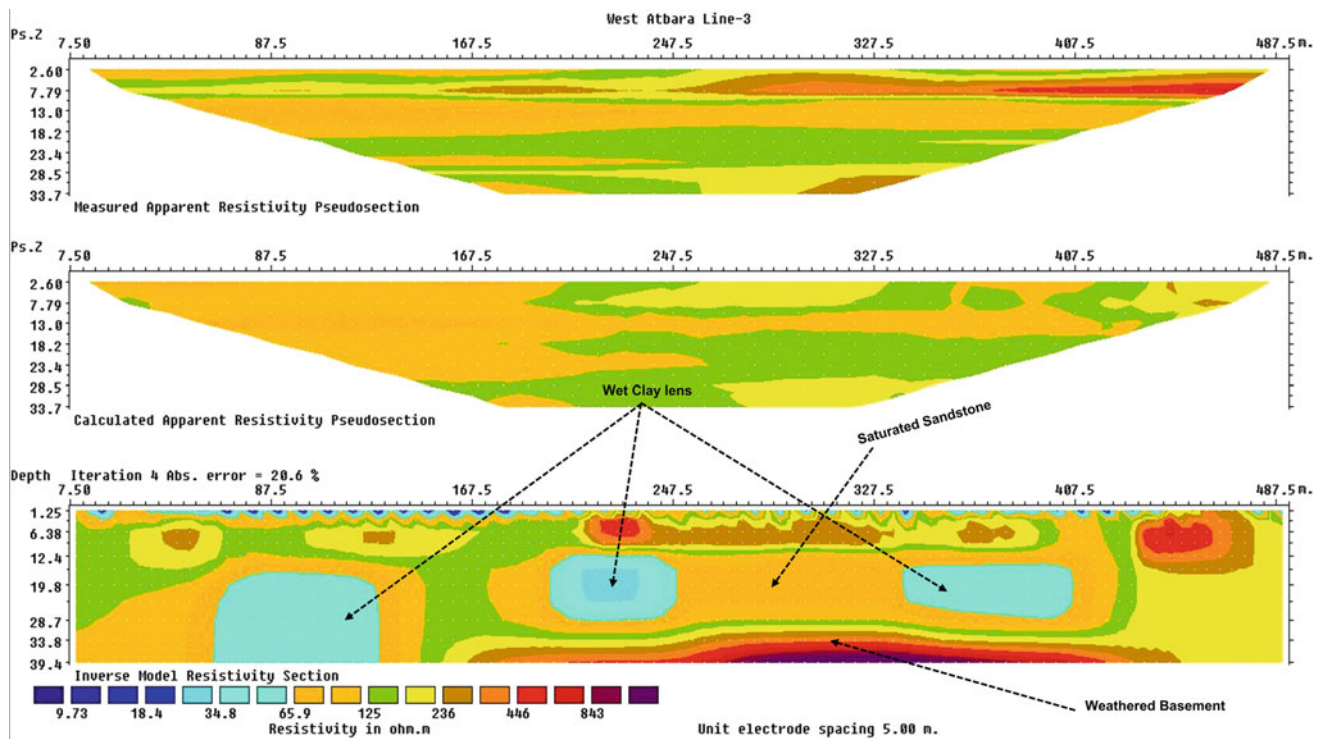 West Atbara Line-3
Ps.Z 7.50 87.5 167.5 247.5 327.5 407.5 487.5 m.
2.60
7.79
13.0
18.2
23.4
28.5
33.7
Measured Apparent Resistivity Pseudosection
Ps.Z 7.50 87.5 167.5 247.5 327.5 407.5 487.5 m.
2.60
7.79
13.0
18.2
23.4
28.5
33.7
Calculated Apparent Resistivity Pseudosection
Wet Clay lens
Saturated Sandstone
Depth Iteration 4 Abs. error = 20.6 %
7.50 87.5 167.5 247.5 327.5 407.5 487.5 m.
1.25
6.38
12.4
19.8
28.7
33.8
39.4
Inverse Model Resistivity Section
9.73 18.4 34.8 65.9 125 236 446 843
Resistivity in ohm.m
Unit electrode spacing 5.00 m.
Weathered Basement